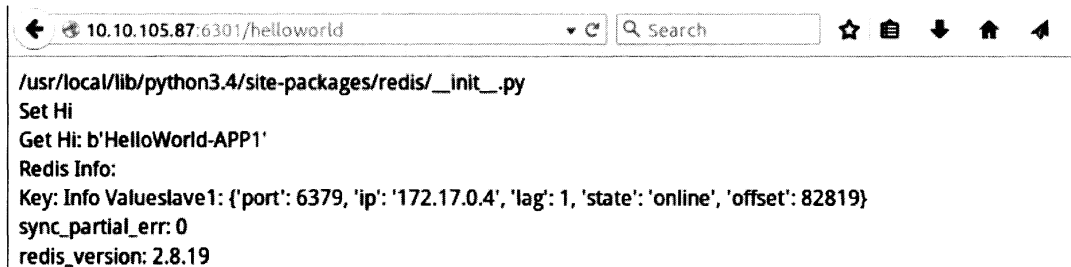 10.10.105.87:6301/helloworld Search
/usr/local/lib/python3.4/site-packages/redis/__init__.py
Set Hi
Get Hi: b'HelloWorld-APP1'
Redis Info:
Key: Info Valueslave1: {'port': 6379, 'ip': '172.17.0.4', 'lag': 1, 'state': 'online', 'offset': 82819}
sync_partial_err: 0
redis_version: 2.8.19